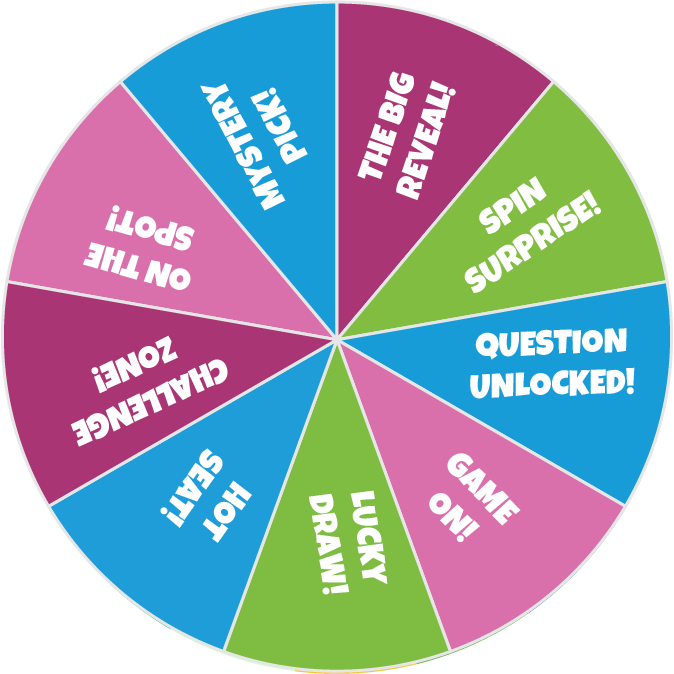 THE BIG
REVEAL!
SPIN
SURPRISE!
QUESTION
UNLOCKED!
GAME
ON!
LUCKY
DRAW!
HOT
SEAT!
CHALLENGE
ZONE!
ON THE
SPOT!
MYSTERY
PICK!